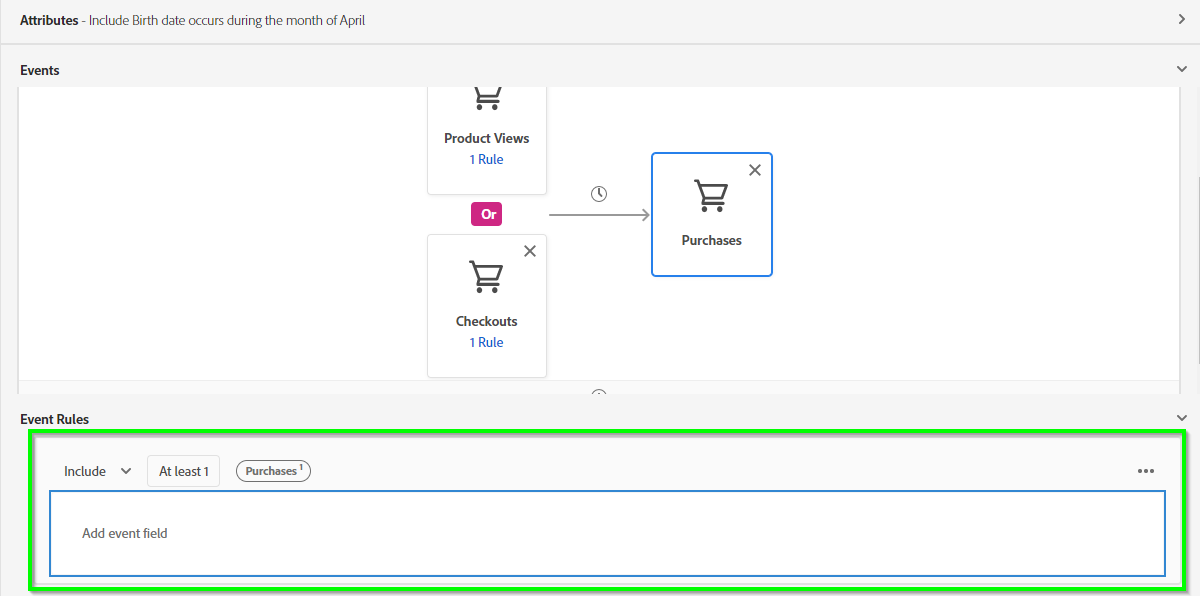 Attributes - Include Birth date occurs during the month of April
Events
Product Views
1 Rule
Or
Purchases
Checkouts
1 Rule
Event Rules
Include At least 1 Purchases 1
Add event field